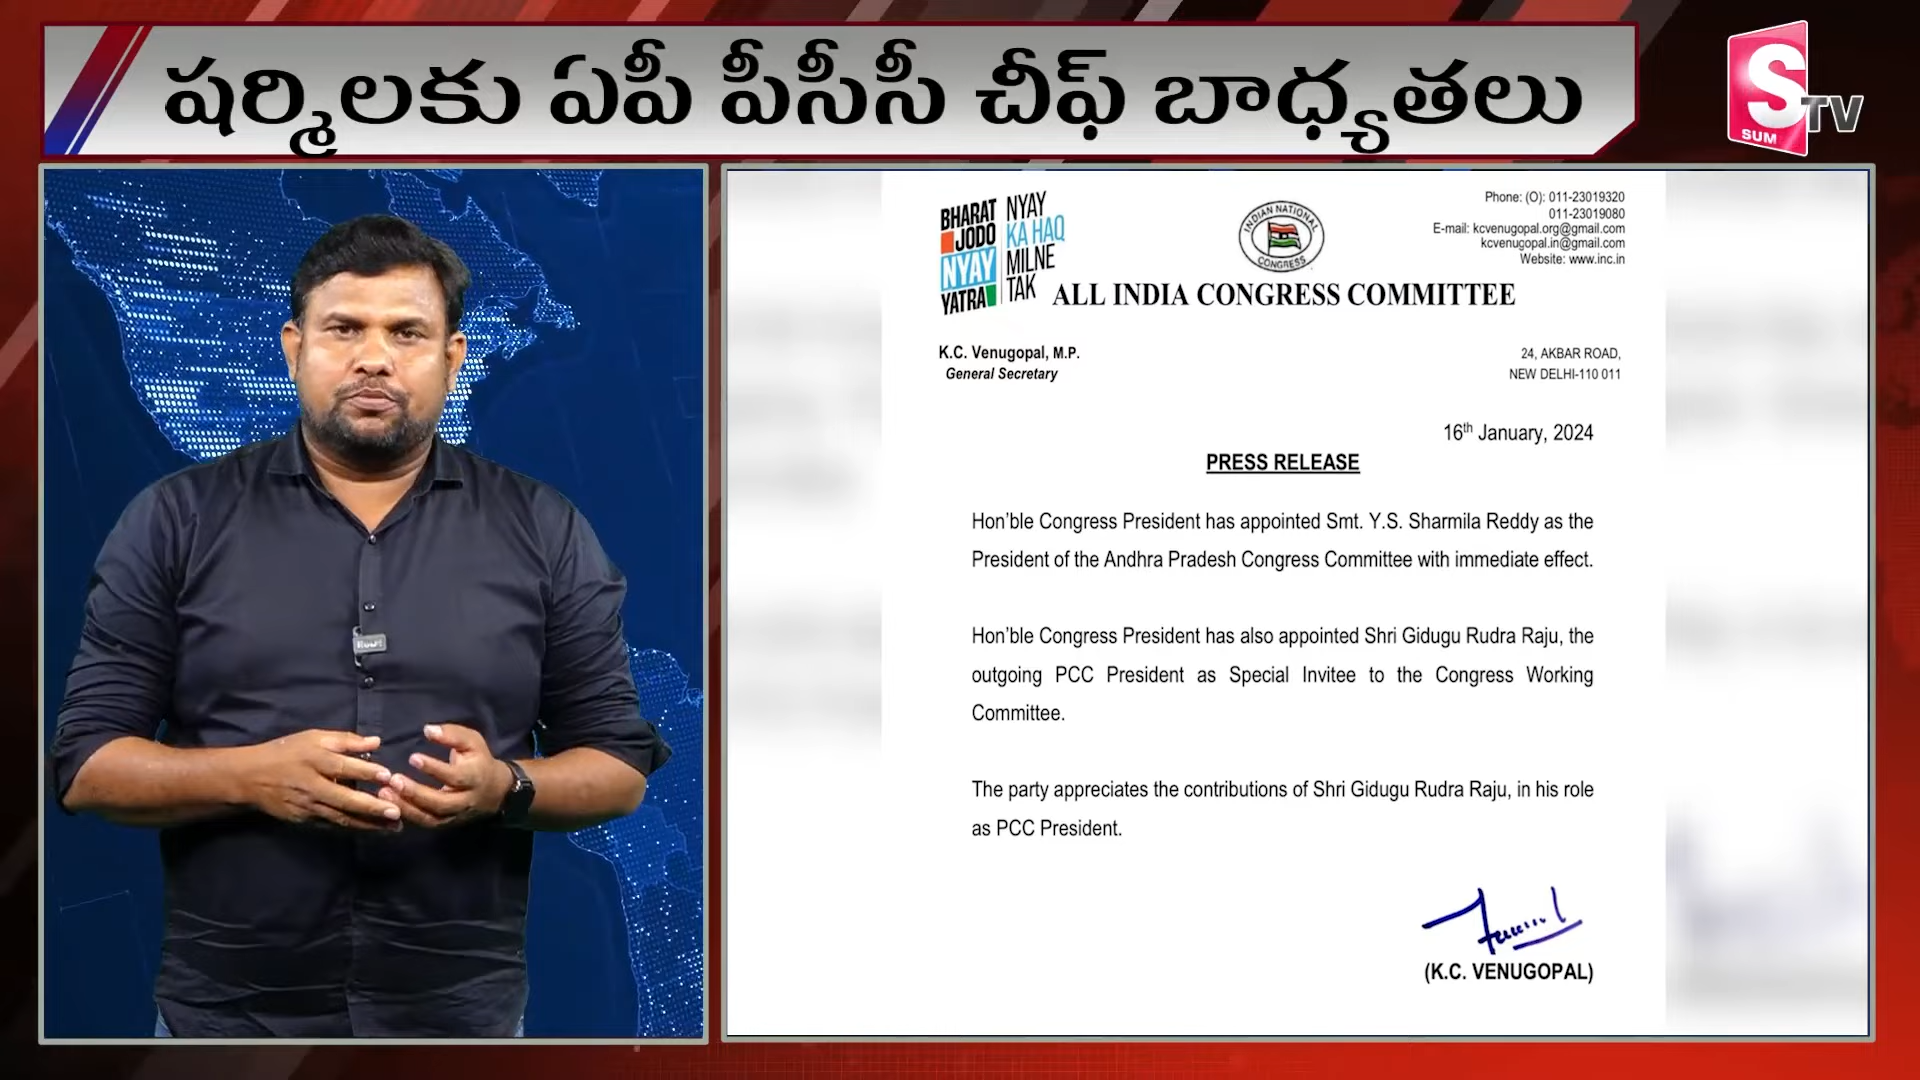 షర్మిలకు ఏపీ పీసీసీ చీఫ్ బాధ్యతలు
S TV
SUM
BHARAT
JODO
NYAY
YATRA
NYAY
KA HAQ
MILNE
TAK
INDIAN NATIONAL
CONGRESS
Phone: (O): 011-23019320
011-23019080
E-mail: kcvenugopal.org@gmail.com
kcvenugopal.in@gmail.com
Website: www.inc.in
ALL INDIA CONGRESS COMMITTEE
K.C. Venugopal, M.P.
General Secretary
24, AKBAR ROAD,
NEW DELHI-110 011
16th January, 2024
PRESS RELEASE
Hon’ble Congress President has appointed Smt. Y.S. Sharmila Reddy as the
President of the Andhra Pradesh Congress Committee with immediate effect.
Hon’ble Congress President has also appointed Shri Gidugu Rudra Raju, the
outgoing PCC President as Special Invitee to the Congress Working
Committee.
The party appreciates the contributions of Shri Gidugu Rudra Raju, in his role
as PCC President.
(K.C. VENUGOPAL)